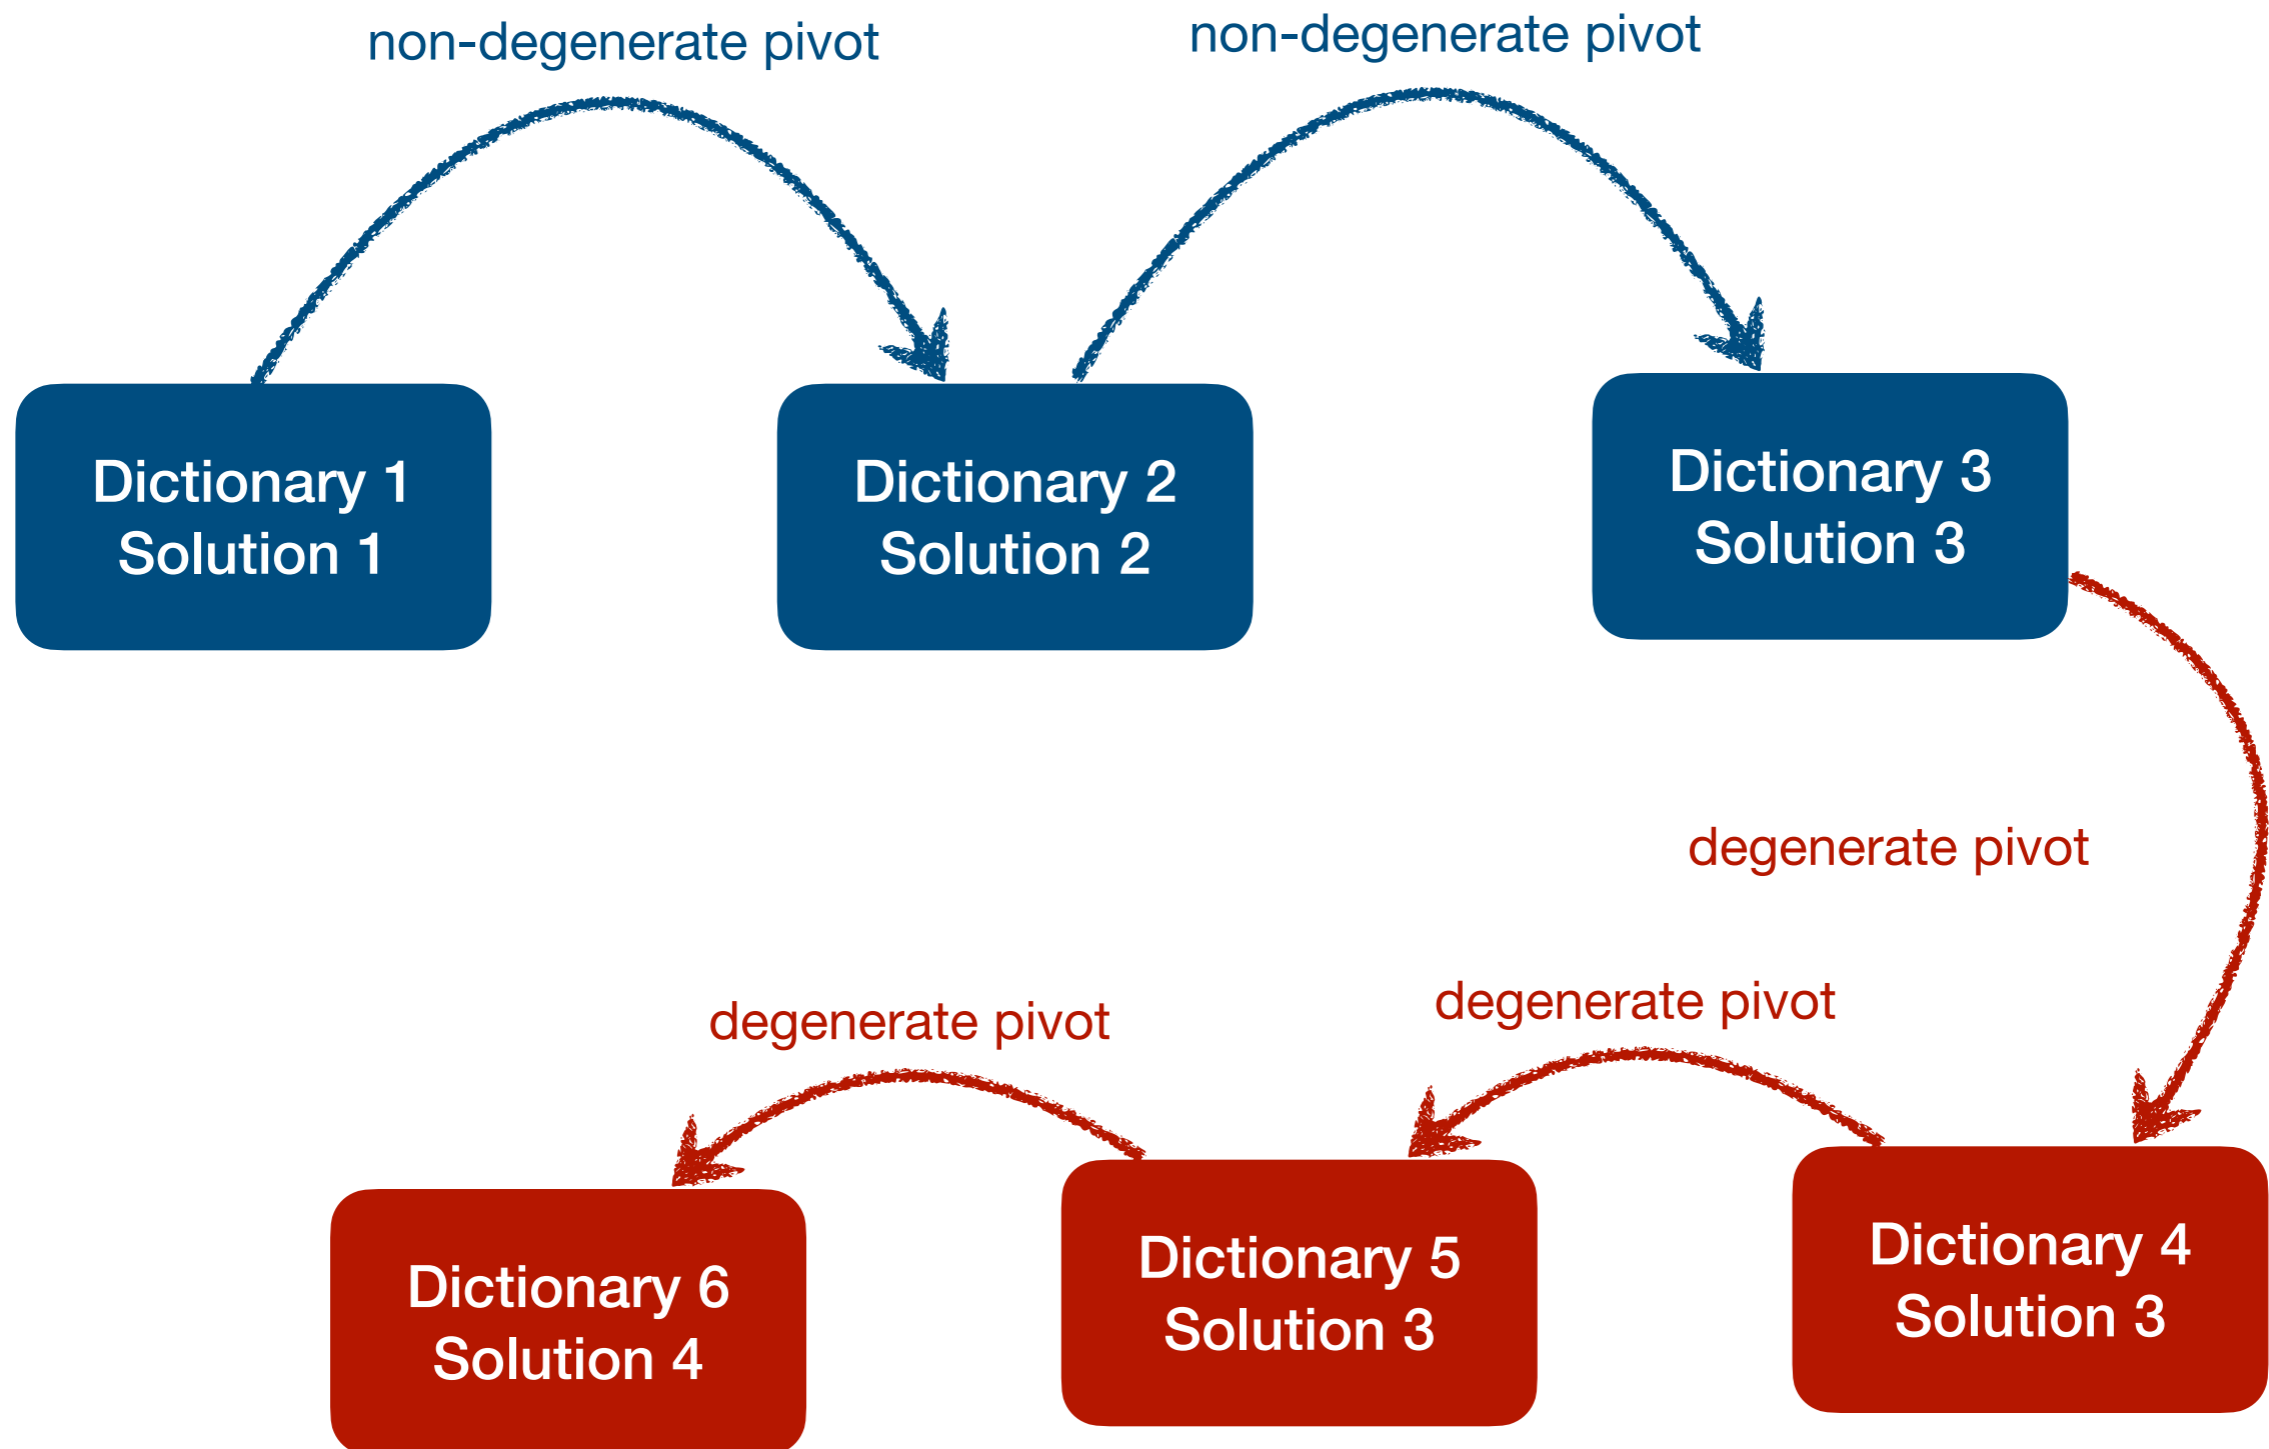 non-degenerate pivot
non-degenerate pivot
Dictionary 1
Solution 1
Dictionary 2
Solution 2
Dictionary 3
Solution 3
degenerate pivot
degenerate pivot
degenerate pivot
Dictionary 4
Solution 3
Dictionary 5
Solution 3
Dictionary 6
Solution 4